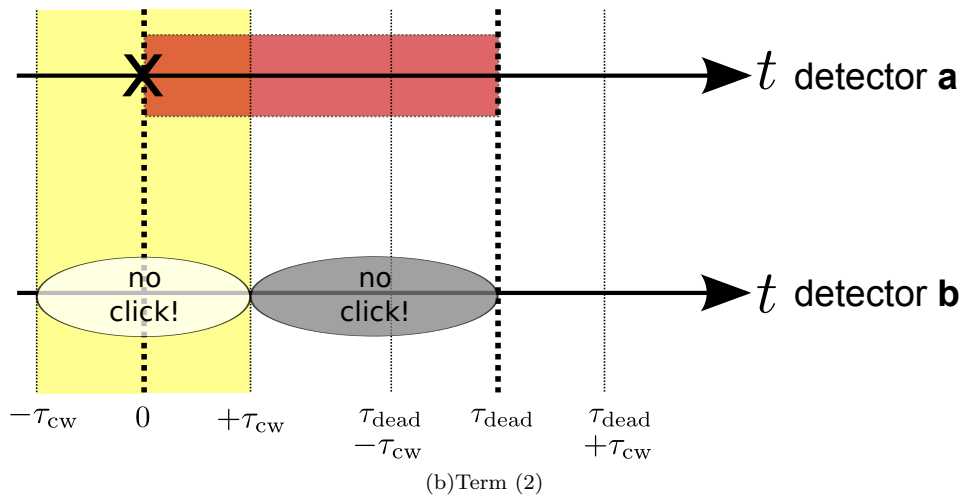 X
t detector a
no click!
no click!
t detector b
−τcw 0 +τcw τdead −τcw τdead τdead +τcw
(b)Term (2)